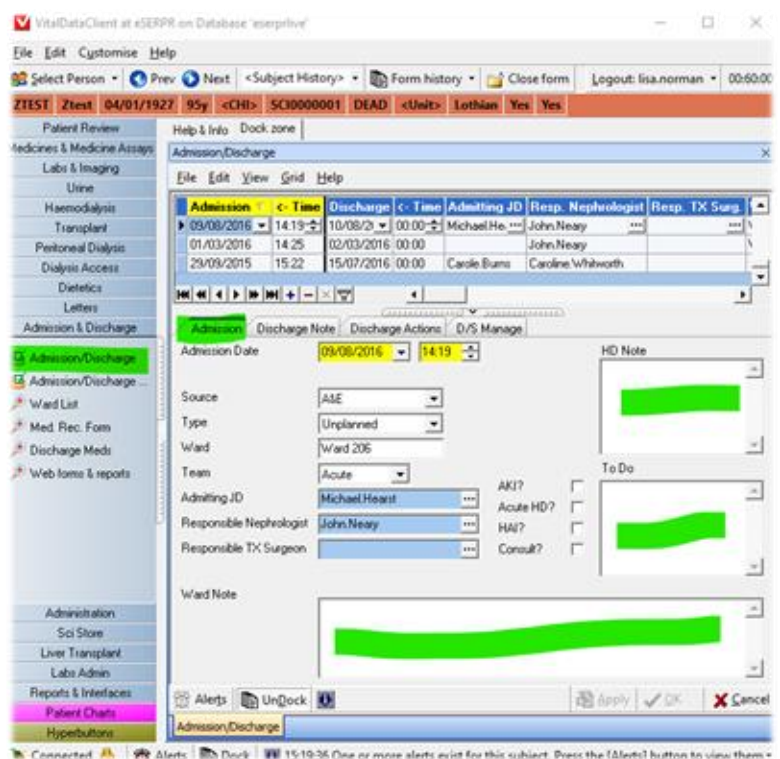 VitalDataClient at eSERPR on Database 'eserprlive'
File Edit Customise Help
Select Person Prev Next <Subject History> Form history Close form Logout: lisa.norman 00:60:00
ZTEST Ztest 04/01/1927 95y <CHI> SCI0000001 DEAD <Unit> Lothian Yes Yes
Patient Review
Medicines & Medicine Assays
Labs & Imaging
Urine
Haemodialysis
Transplant
Peritoneal Dialysis
Dialysis Access
Dietetics
Letters
Admission & Discharge
Admission/Discharge
Admission/Discharge ...
Ward List
Med. Rec. Form
Discharge Meds
Web forms & reports
Administration
Sci Store
Liver Transplant
Labs Admin
Reports & Interfaces
Patient Charts
Hyperbuttons
Help & Info Dock zone
Admission/Discharge
File Edit View Grid Help
Admission <- Time Discharge <- Time Admitting JD Resp. Nephrologist Resp. TX Surg.
09/08/2016 14:19 10/08/2 00:00 Michael.He. ... John.Neary ... ...
01/03/2016 14:25 02/03/2016 00:00 John.Neary
29/09/2015 15:22 15/07/2016 00:00 Carole.Burns Caroline.Whitworth
Admission Discharge Note Discharge Actions D/S Manage
Admission Date 09/08/2016 14:19 HD Note
Source A&E
Type Unplanned
Ward Ward 206
Team Acute To Do
AKI?
Admitting JD Michael.Hearst ... Acute HD?
Responsible Nephrologist John.Neary ... HAI?
Responsible TX Surgeon ... Consult?
Ward Note
Alerts UnDock Apply OK Cancel
Admission/Discharge
Connected Alerts Dock 15:19:36 One or more alerts exist for this subject. Press the [Alerts] button to view them